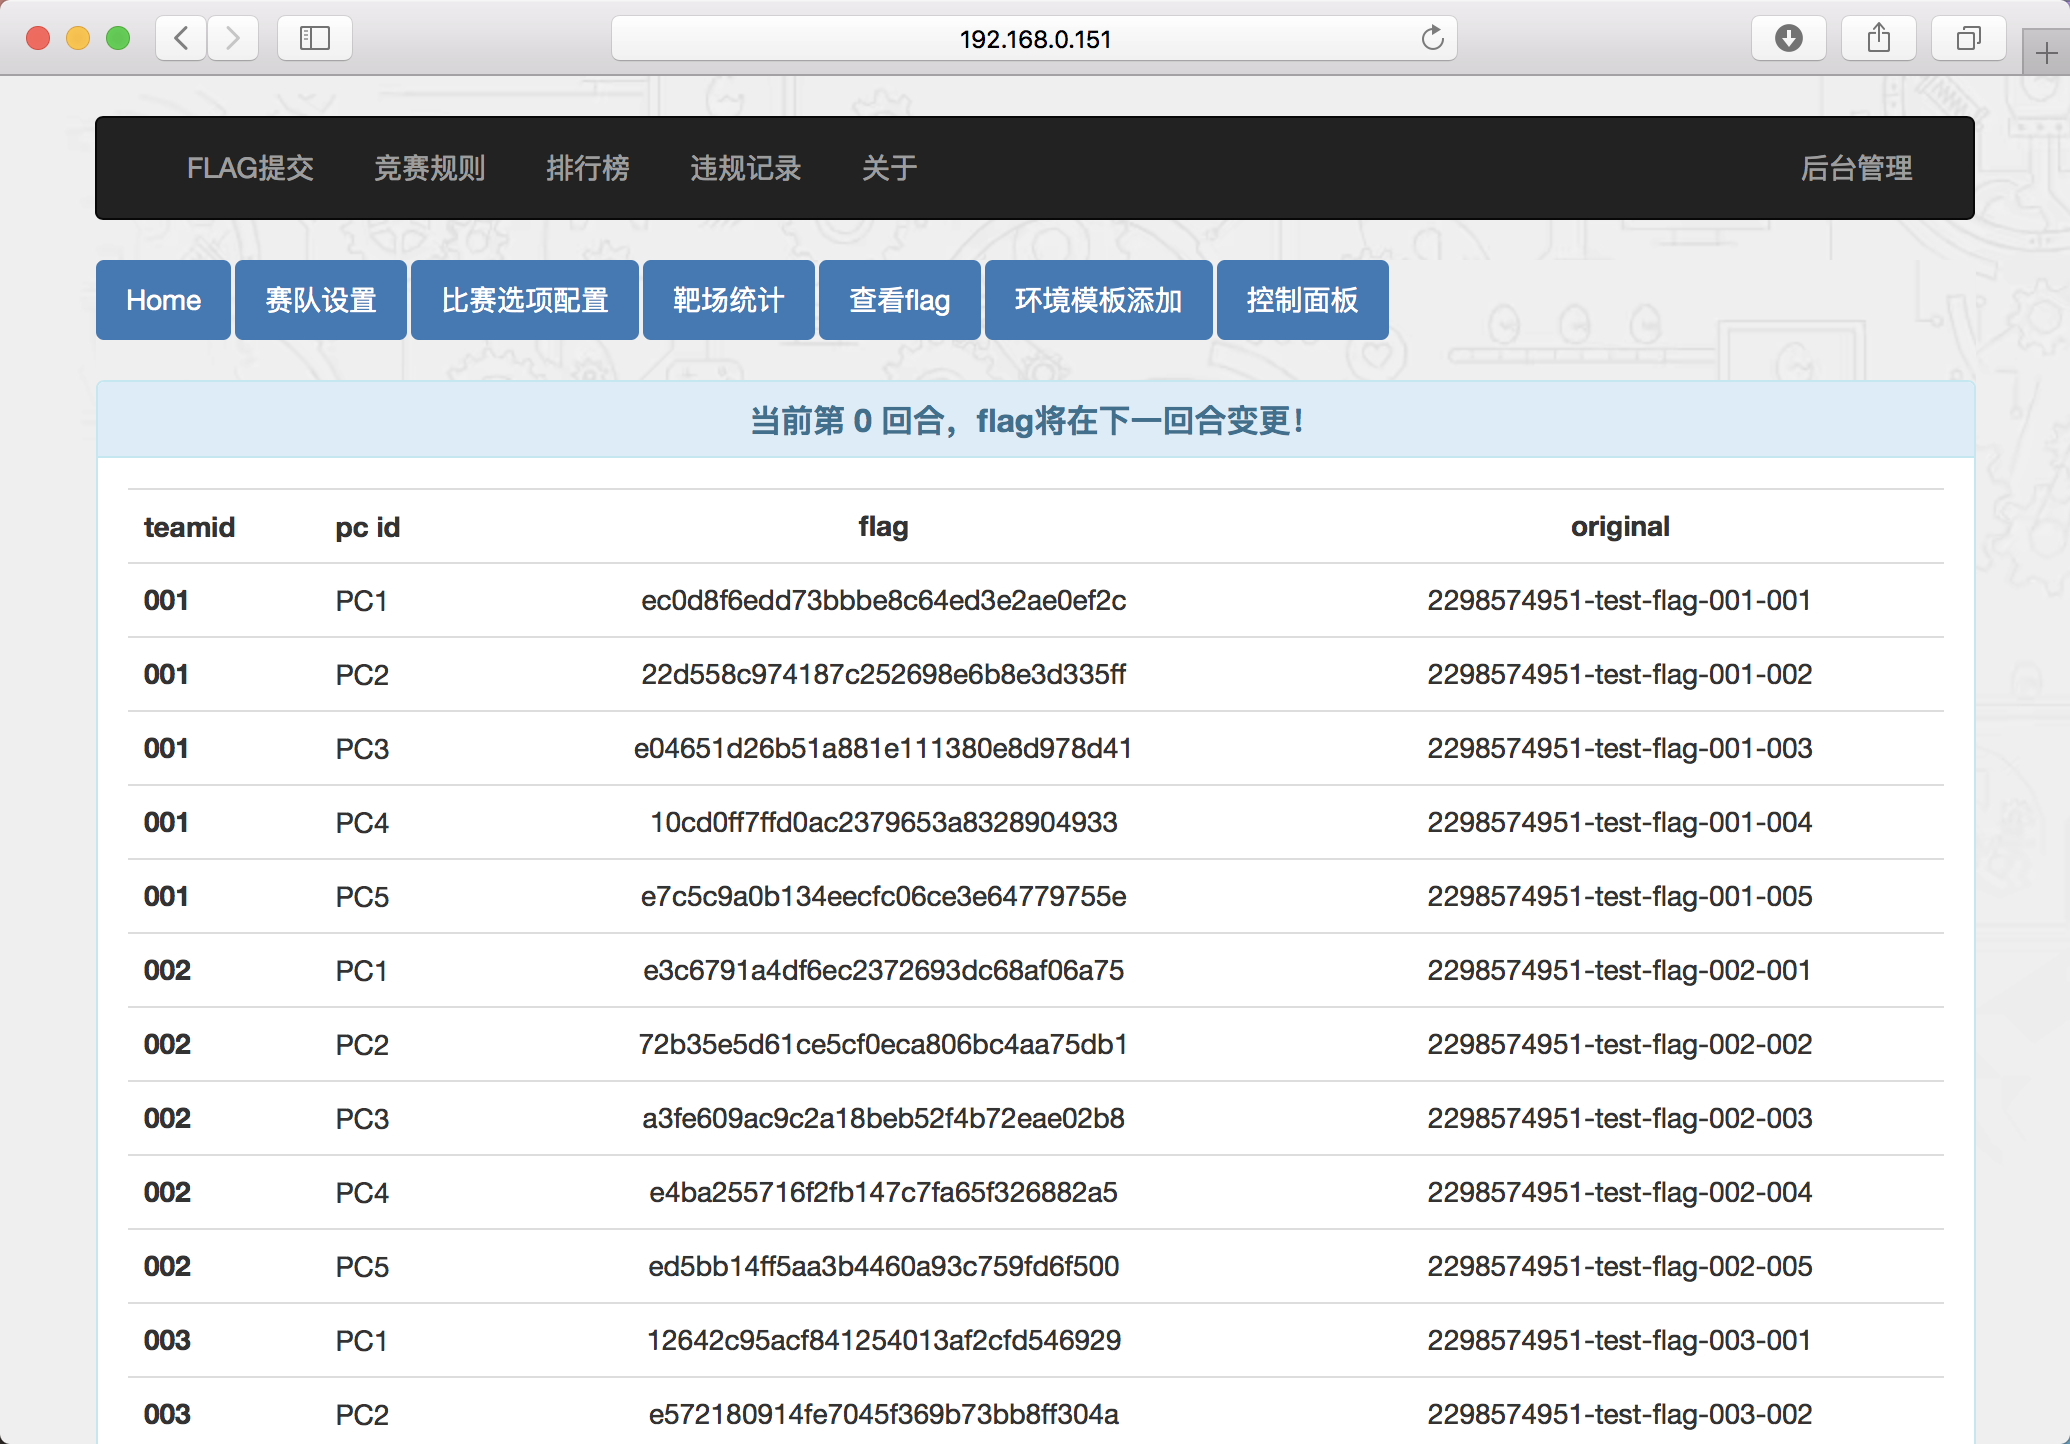 192.168.0.151
FLAG提交 竞赛规则 排行榜 违规记录 关于 后台管理
Home 赛队设置 比赛选项配置 靶场统计 查看flag 环境模板添加 控制面板
当前第 0 回合，flag将在下一回合变更！
teamid pc id flag original
001 PC1 ec0d8f6edd73bbbe8c64ed3e2ae0ef2c 2298574951-test-flag-001-001
001 PC2 22d558c974187c252698e6b8e3d335ff 2298574951-test-flag-001-002
001 PC3 e04651d26b51a881e111380e8d978d41 2298574951-test-flag-001-003
001 PC4 10cd0ff7ffd0ac2379653a8328904933 2298574951-test-flag-001-004
001 PC5 e7c5c9a0b134eecfc06ce3e64779755e 2298574951-test-flag-001-005
002 PC1 e3c6791a4df6ec2372693dc68af06a75 2298574951-test-flag-002-001
002 PC2 72b35e5d61ce5cf0eca806bc4aa75db1 2298574951-test-flag-002-002
002 PC3 a3fe609ac9c2a18beb52f4b72eae02b8 2298574951-test-flag-002-003
002 PC4 e4ba255716f2fb147c7fa65f326882a5 2298574951-test-flag-002-004
002 PC5 ed5bb14ff5aa3b4460a93c759fd6f500 2298574951-test-flag-002-005
003 PC1 12642c95acf841254013af2cfd546929 2298574951-test-flag-003-001
003 PC2 e572180914fe7045f369b73bb8ff304a 2298574951-test-flag-003-002